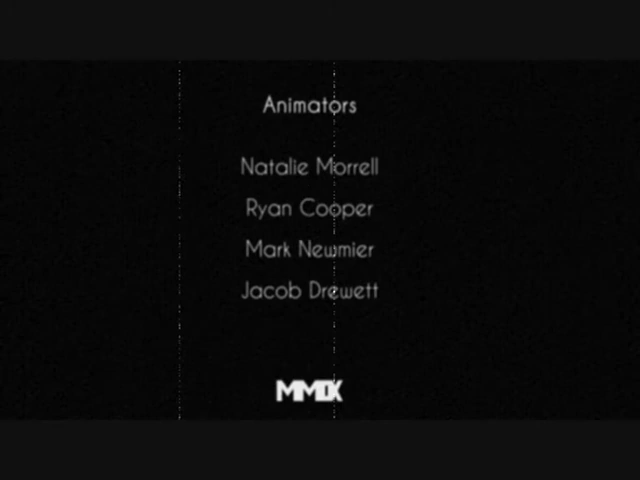 Animators
Natalie Morrell
Ryan Cooper
Mark Newmier
Jacob Drewett
MMIX